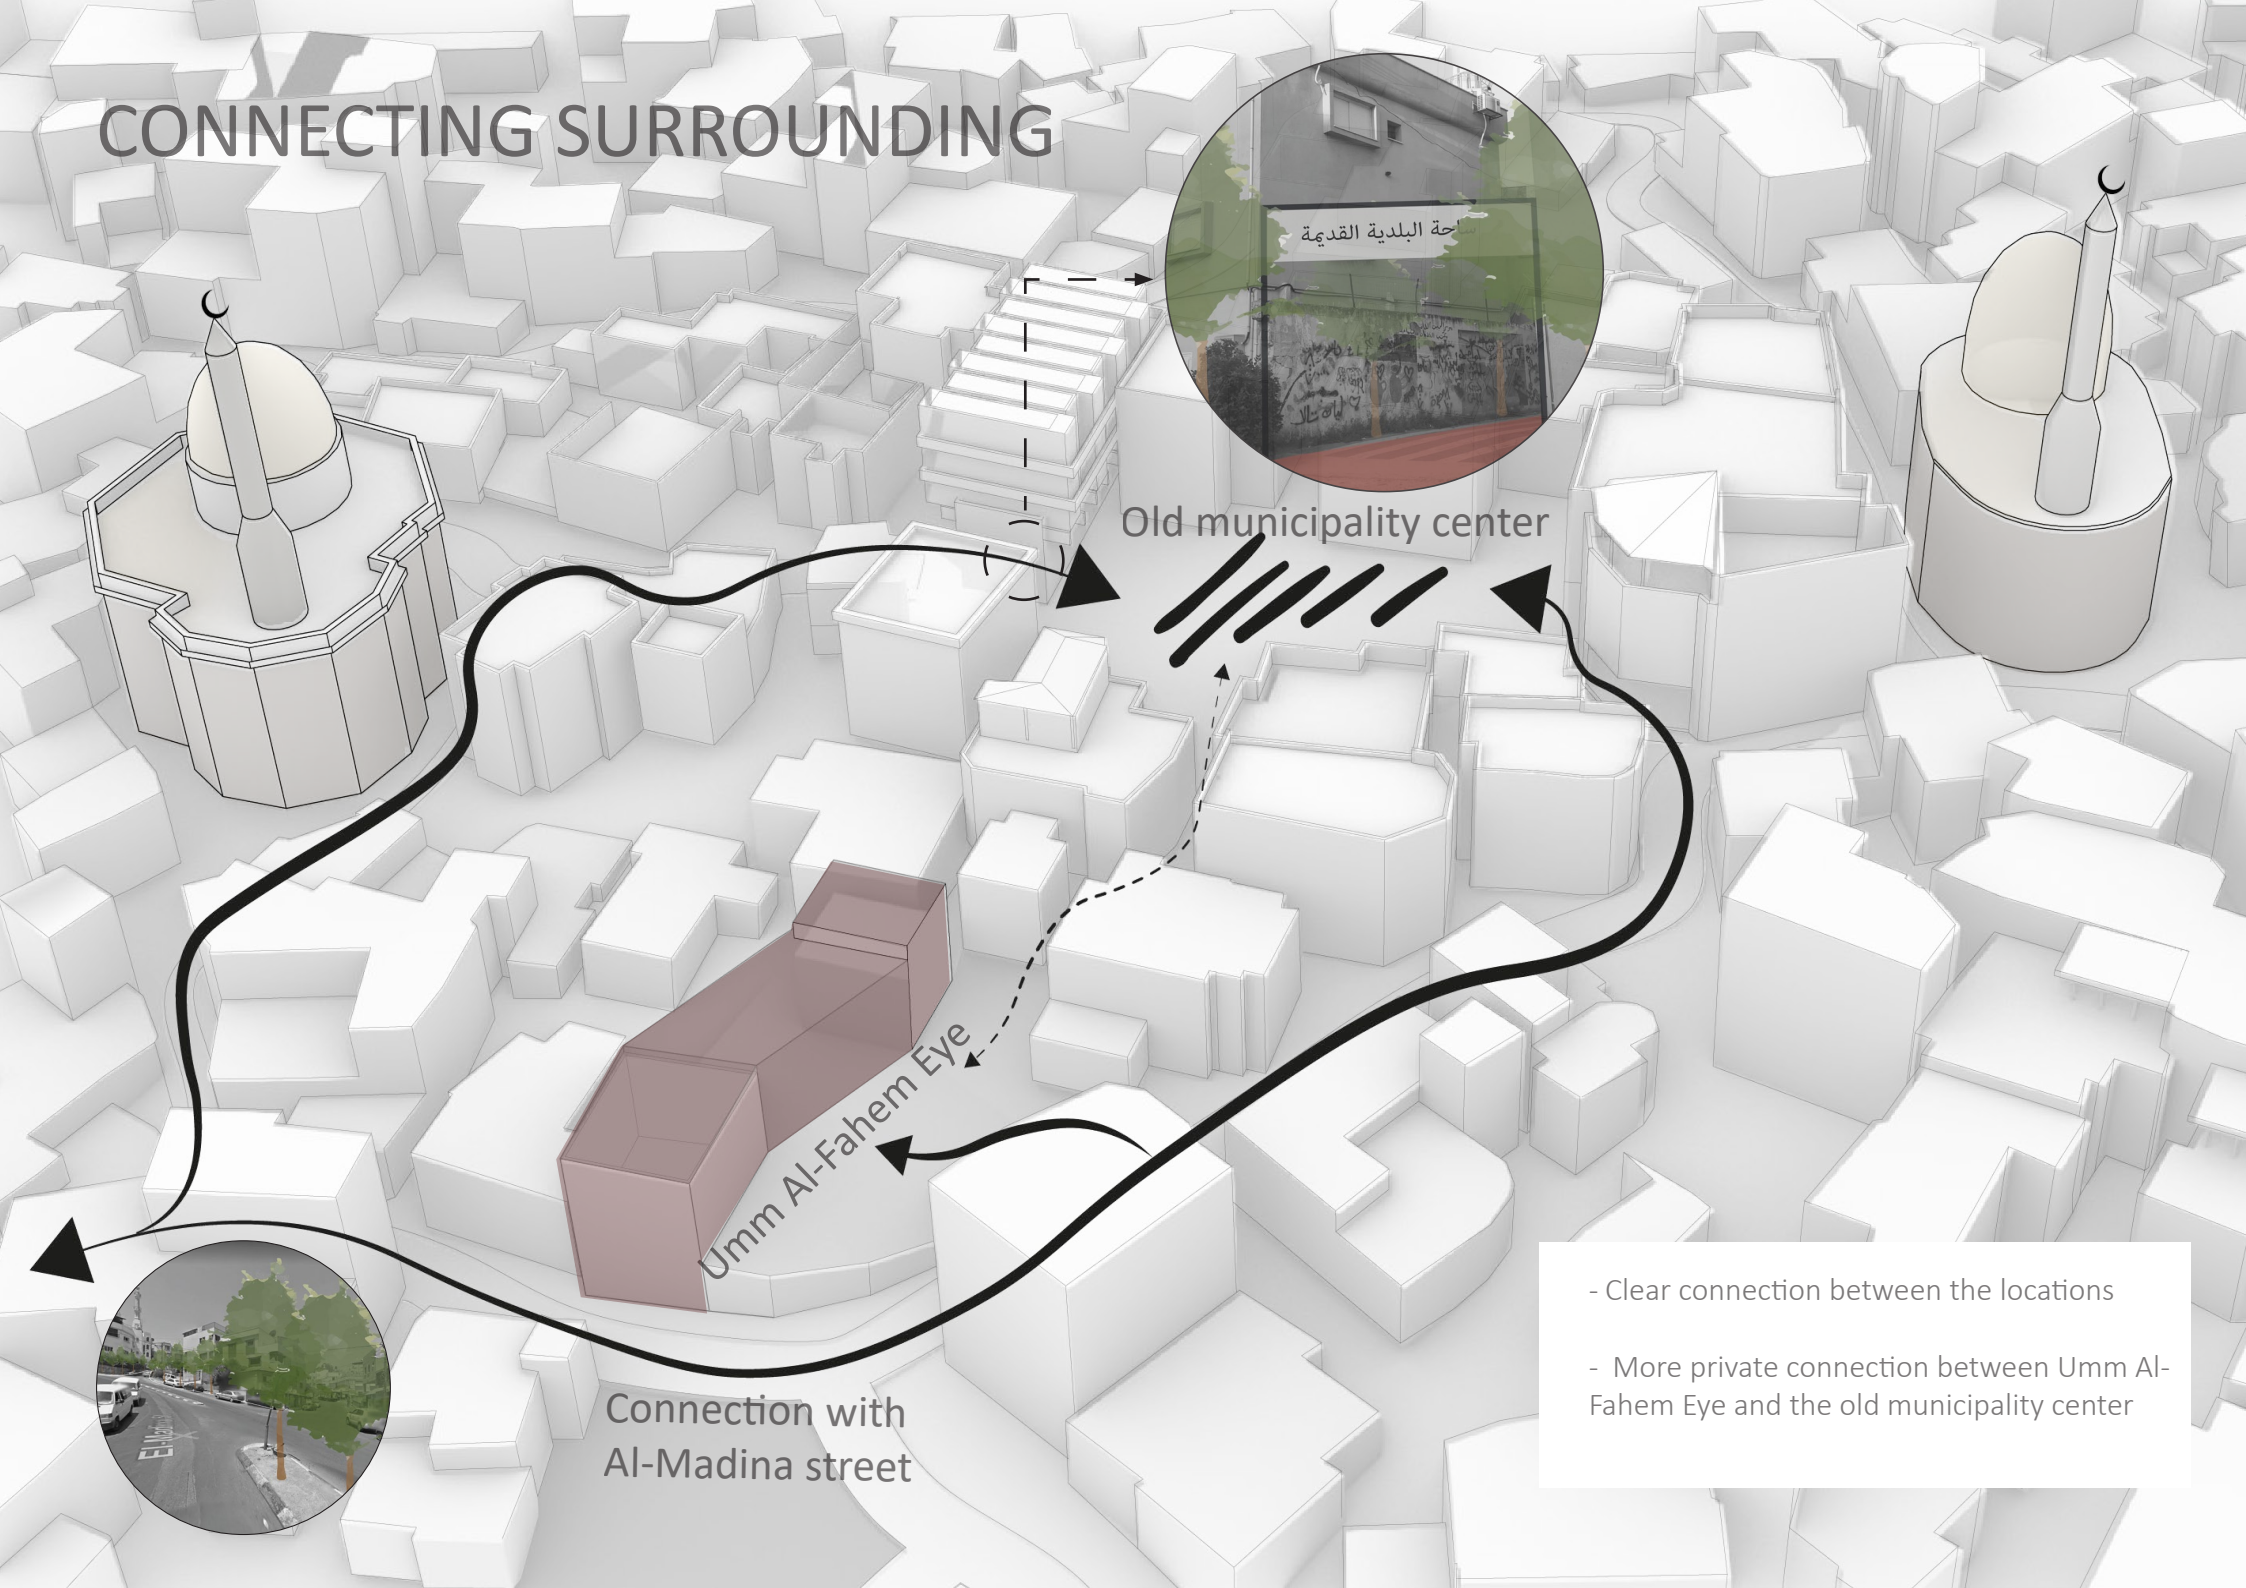 CONNECTING SURROUNDING
ساحة البلدية القديمة
Old municipality center
Umm Al-Fahem Eye
Connection with
Al-Madina street
- Clear connection between the locations
- More private connection between Umm Al-
Fahem Eye and the old municipality center